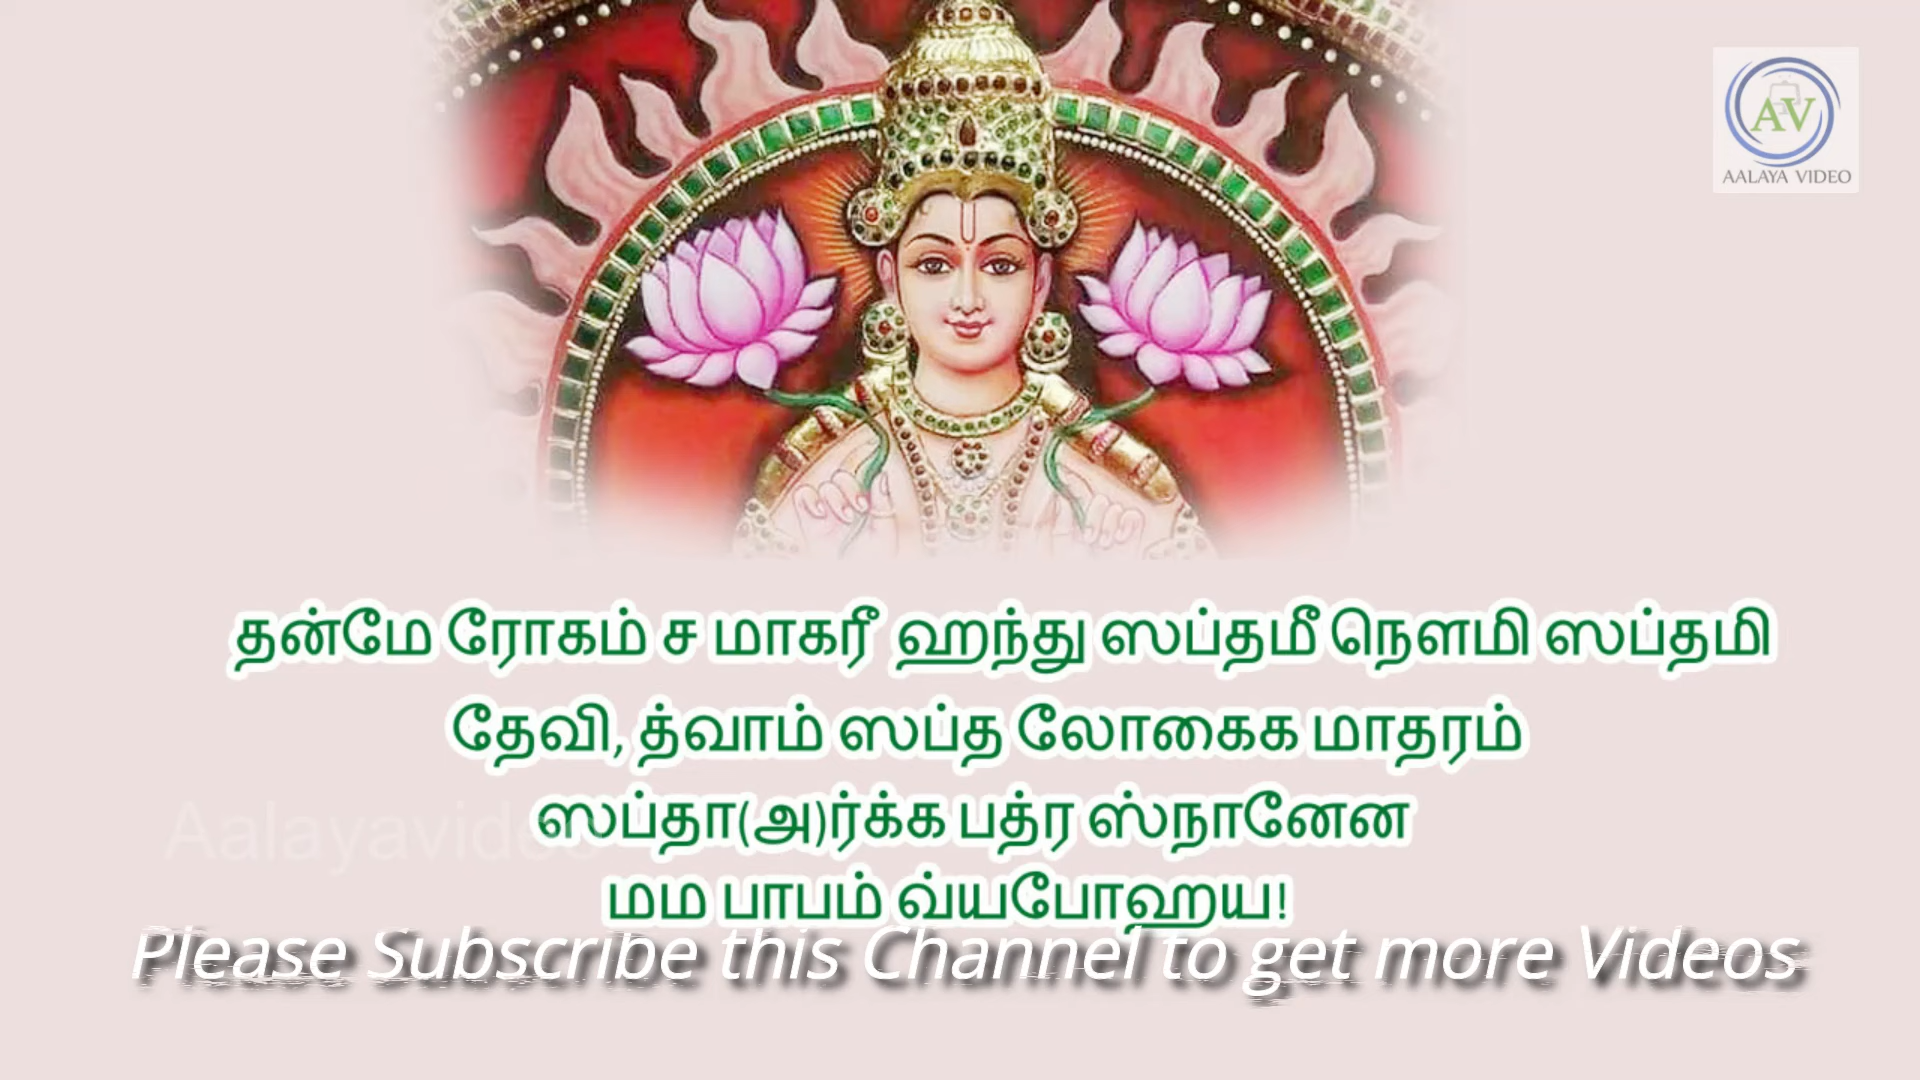 AV
AALAYA VIDEO
தன்மே ரோகம் ச மாகரீ ஹந்து ஸப்தமீ நௌமி ஸப்தமி
தேவி, த்வாம் ஸப்த லோகைக மாதரம்
ஸப்தா(அ)ர்க்க பத்ர ஸ்நானேன
Aalayavideo
மம பாபம் வ்யபோஹய!
Please Subscribe this Channel to get more Videos